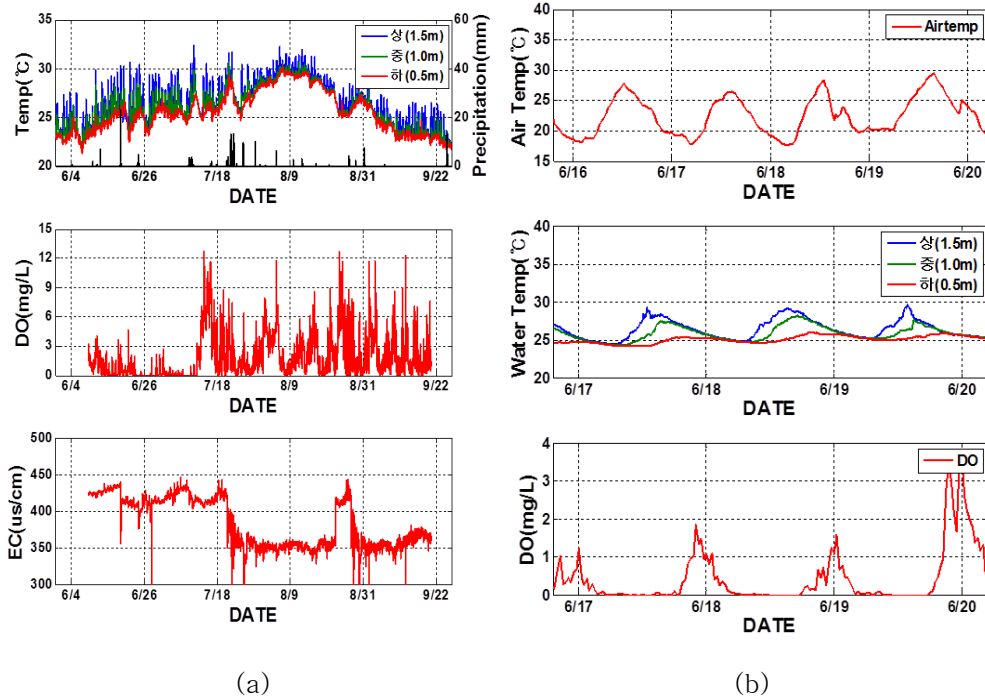 35
30
25
20
Temp(℃)
60
40
20
0
Precipitation(mm)
상(1.5m)
중(1.0m)
하(0.5m)
6/4 6/26 7/18 8/9 8/31 9/22
DATE
15
12
9
6
3
0
DO(mg/L)
6/4 6/26 7/18 8/9 8/31 9/22
DATE
500
450
400
350
300
EC(us/cm)
6/4 6/26 7/18 8/9 8/31 9/22
DATE
(a)
40
35
30
25
20
15
Air Temp(℃)
Airtemp
6/16 6/17 6/18 6/19 6/20
DATE
40
35
30
25
20
Water Temp(℃)
상(1.5m)
중(1.0m)
하(0.5m)
6/17 6/18 6/19 6/20
DATE
4
3
2
1
0
DO(mg/L)
DO
6/17 6/18 6/19 6/20
DATE
(b)